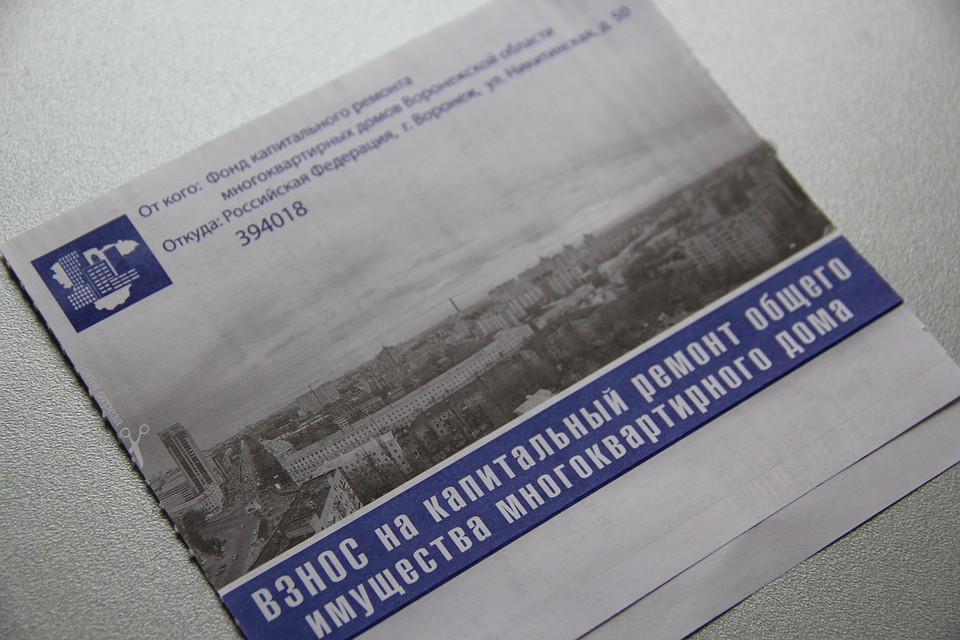 От кого: Фонд капитального ремонта
многоквартирных домов Воронежской области
Откуда: Российская Федерация, г. Воронеж, ул. Никитинская, д. 50
394018
ВЗНОС на капитальный ремонт общего
имущества многоквартирного дома